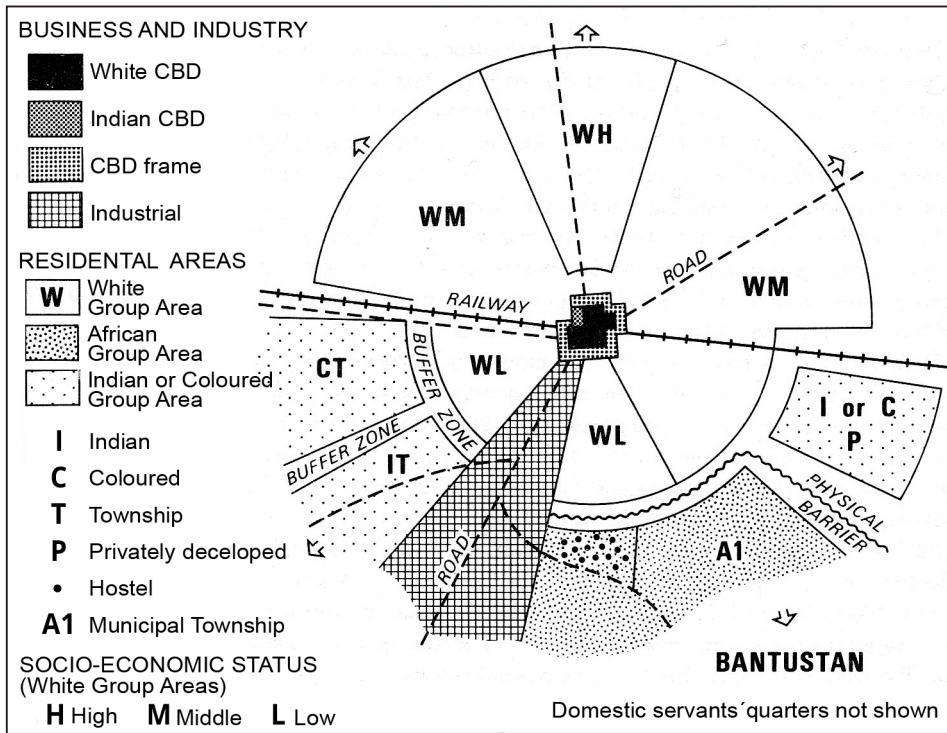 BUSINESS AND INDUSTRY
White CBD
Indian CBD
CBD frame
Industrial
RESIDENTAL AREAS
W White
Group Area
African
Group Area
Indian or Coloured
Group Area
I Indian
C Coloured
T Township
P Privately deceloped
• Hostel
A1 Municipal Township
SOCIO-ECONOMIC STATUS
(White Group Areas)
H High M Middle L Low
WH
WM
WM
ROAD
RAILWAY
CT
BUFFER ZONE
WL
WL
I or C
P
BUFFER ZONE
IT
PHYSICAL
BARRIER
A1
ROAD
BANTUSTAN
Domestic servants´quarters not shown